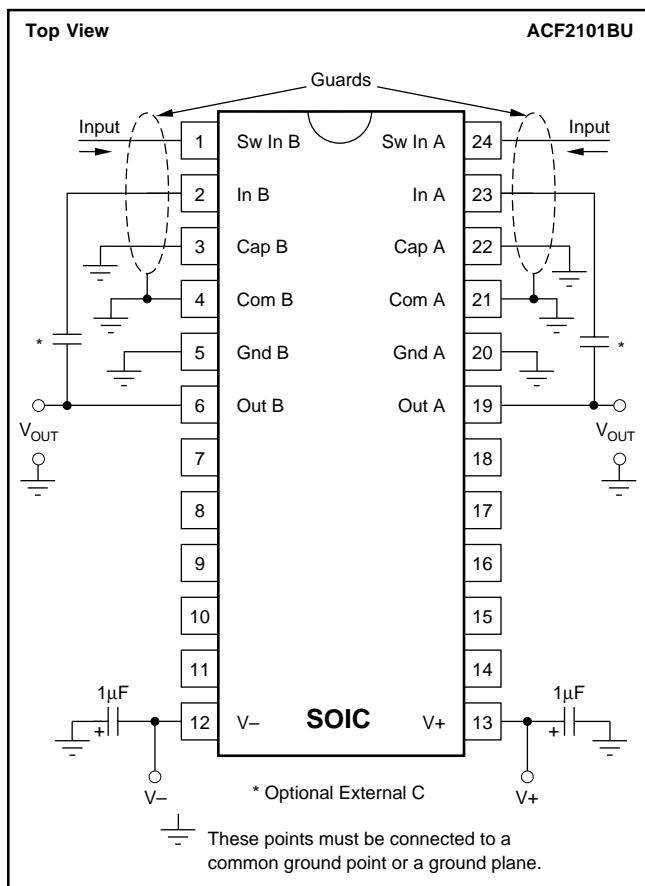 Top View ACF2101BU
Guards
Input Input
1 Sw In B Sw In A 24
2 In B In A 23
3 Cap B Cap A 22
4 Com B Com A 21
* *
5 Gnd B Gnd A 20
6 Out B Out A 19
VOUT VOUT
7 18
8 17
9 16
10 15
11 14
1µF 1µF
12 V– SOIC V+ 13
+ +
V– * Optional External C V+
These points must be connected to a
common ground point or a ground plane.